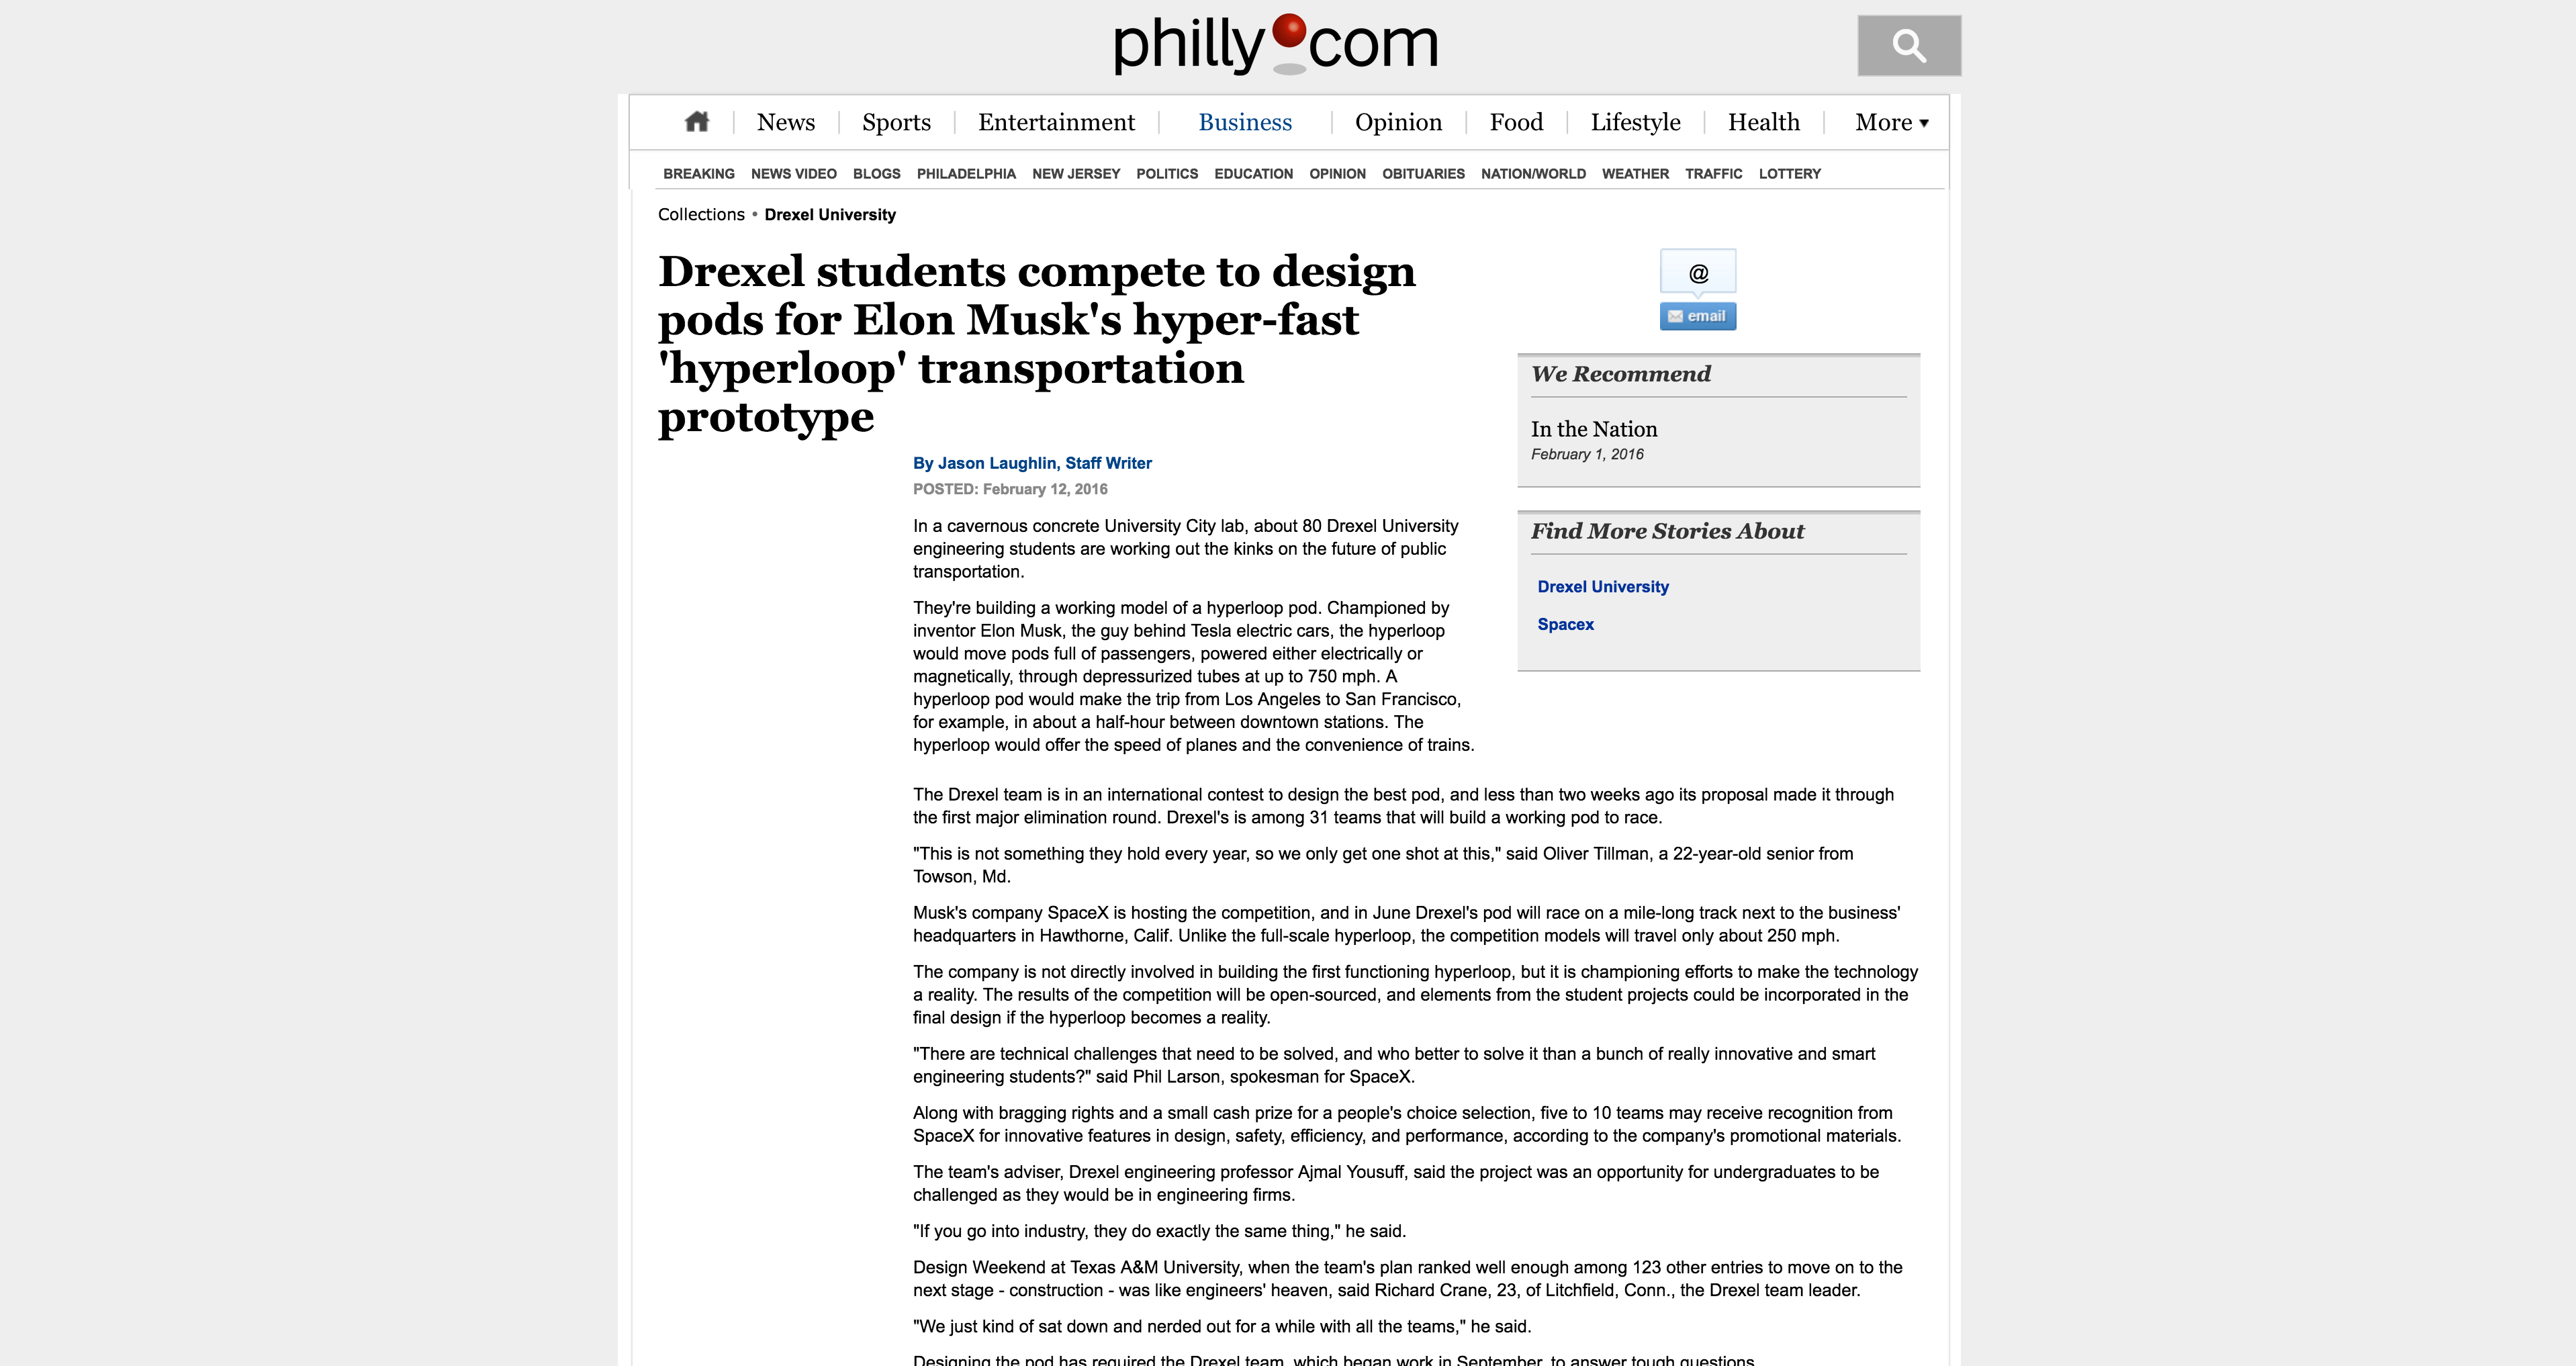 philly.com
News Sports Entertainment Business Opinion Food Lifestyle Health More
BREAKING NEWS VIDEO BLOGS PHILADELPHIA NEW JERSEY POLITICS EDUCATION OPINION OBITUARIES NATION/WORLD WEATHER TRAFFIC LOTTERY
Collections • Drexel University
Drexel students compete to design
pods for Elon Musk's hyper-fast
'hyperloop' transportation
prototype
By Jason Laughlin, Staff Writer
POSTED: February 12, 2016
In a cavernous concrete University City lab, about 80 Drexel University
engineering students are working out the kinks on the future of public
transportation.
They're building a working model of a hyperloop pod. Championed by
inventor Elon Musk, the guy behind Tesla electric cars, the hyperloop
would move pods full of passengers, powered either electrically or
magnetically, through depressurized tubes at up to 750 mph. A
hyperloop pod would make the trip from Los Angeles to San Francisco,
for example, in about a half-hour between downtown stations. The
hyperloop would offer the speed of planes and the convenience of trains.
@
email
We Recommend
In the Nation
February 1, 2016
Find More Stories About
Drexel University
Spacex
The Drexel team is in an international contest to design the best pod, and less than two weeks ago its proposal made it through
the first major elimination round. Drexel's is among 31 teams that will build a working pod to race.
"This is not something they hold every year, so we only get one shot at this," said Oliver Tillman, a 22-year-old senior from
Towson, Md.
Musk's company SpaceX is hosting the competition, and in June Drexel's pod will race on a mile-long track next to the business'
headquarters in Hawthorne, Calif. Unlike the full-scale hyperloop, the competition models will travel only about 250 mph.
The company is not directly involved in building the first functioning hyperloop, but it is championing efforts to make the technology
a reality. The results of the competition will be open-sourced, and elements from the student projects could be incorporated in the
final design if the hyperloop becomes a reality.
"There are technical challenges that need to be solved, and who better to solve it than a bunch of really innovative and smart
engineering students?" said Phil Larson, spokesman for SpaceX.
Along with bragging rights and a small cash prize for a people's choice selection, five to 10 teams may receive recognition from
SpaceX for innovative features in design, safety, efficiency, and performance, according to the company's promotional materials.
The team's adviser, Drexel engineering professor Ajmal Yousuff, said the project was an opportunity for undergraduates to be
challenged as they would be in engineering firms.
"If you go into industry, they do exactly the same thing," he said.
Design Weekend at Texas A&M University, when the team's plan ranked well enough among 123 other entries to move on to the
next stage - construction - was like engineers' heaven, said Richard Crane, 23, of Litchfield, Conn., the Drexel team leader.
"We just kind of sat down and nerded out for a while with all the teams," he said.
Designing the pod has required the Drexel team, which began work in September, to answer tough questions.